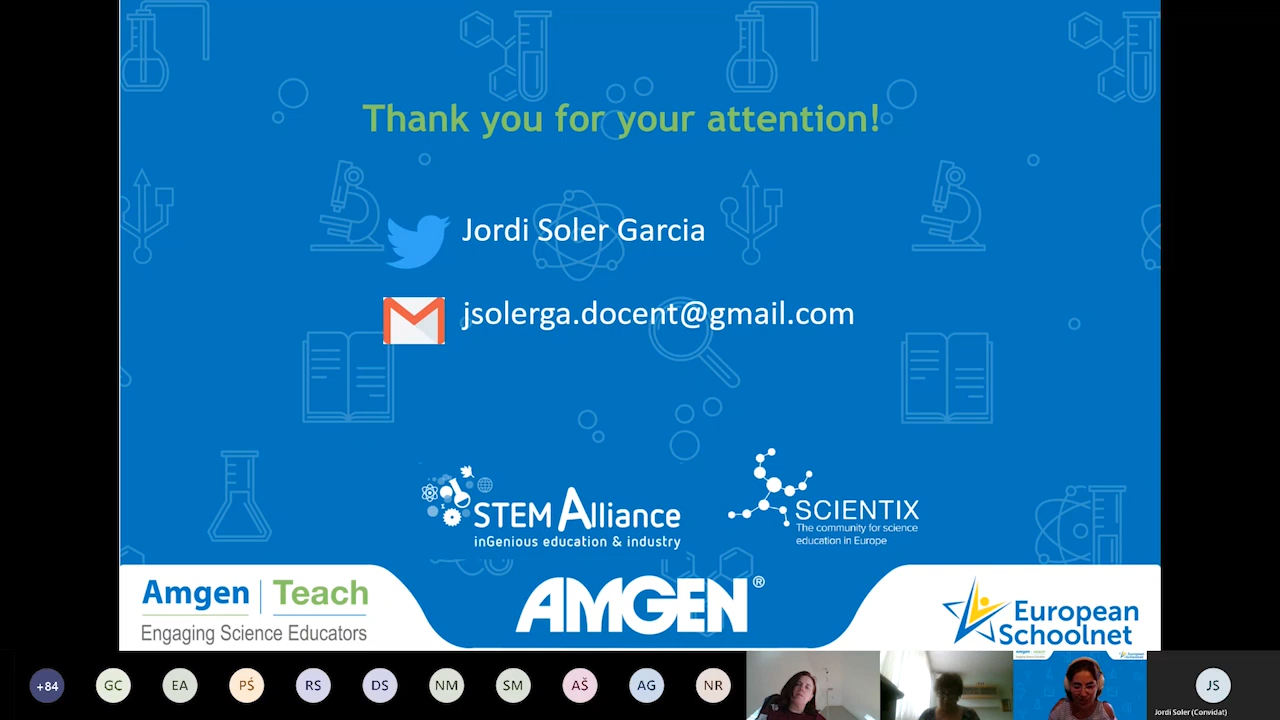 Thank you for your attention!
Jordi Soler Garcia
jsolerga.docent@gmail.com
STEM Alliance
inGenious education & industry
SCIENTIX
The community for science
education in Europe
Amgen Teach
Engaging Science Educators
AMGEN®
European
Schoolnet
+84 GC EA PŚ RS DS NM SM AŠ AG NR JS
Jordi Soler (Convidat)